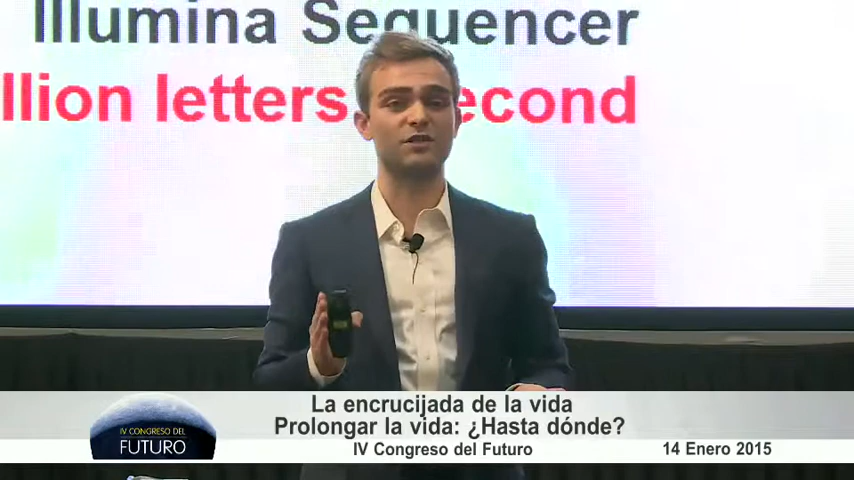 Illumina Sequencer
llion letters econd
La encrucijada de la vida
Prolongar la vida: ¿Hasta dónde?
IV CONGRESO DEL
FUTURO
IV Congreso del Futuro
14 Enero 2015